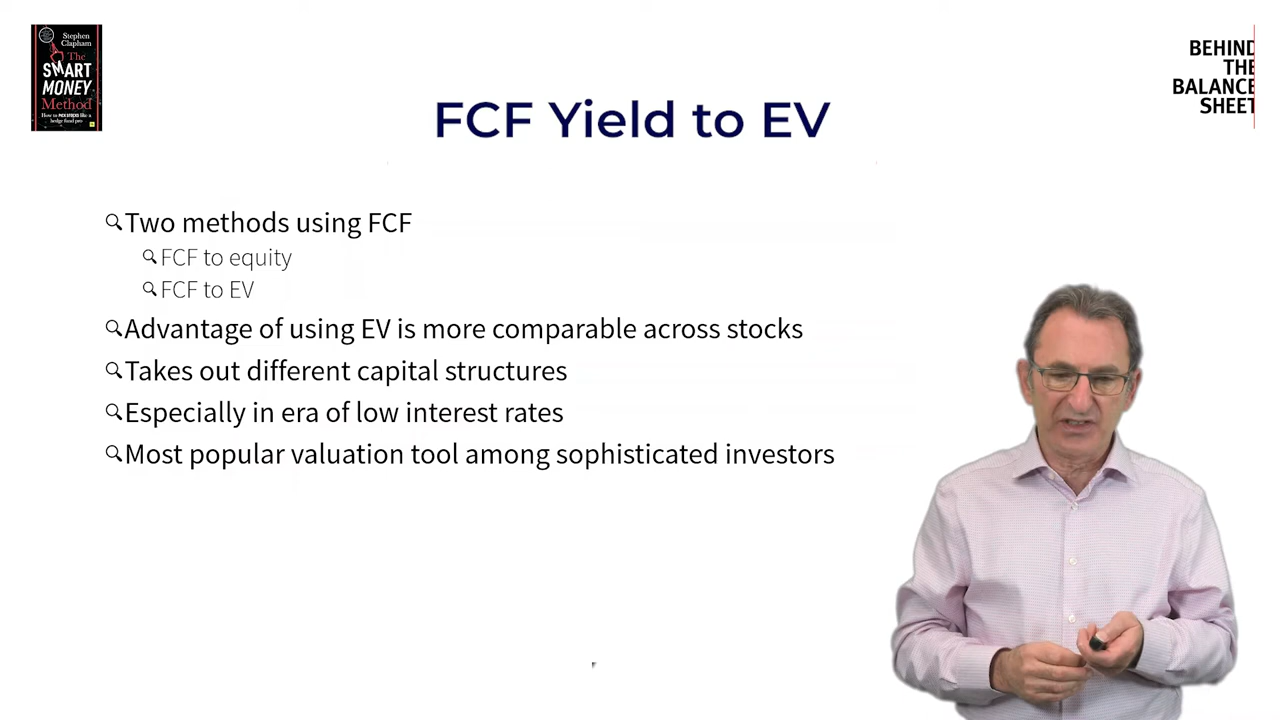 Stephen
Clapham
The
SMART
MONEY
Method
BEHIND
THE
BALANCE
SHEET
FCF Yield to EV
Two methods using FCF
FCF to equity
FCF to EV
Advantage of using EV is more comparable across stocks
Takes out different capital structures
Especially in era of low interest rates
Most popular valuation tool among sophisticated investors